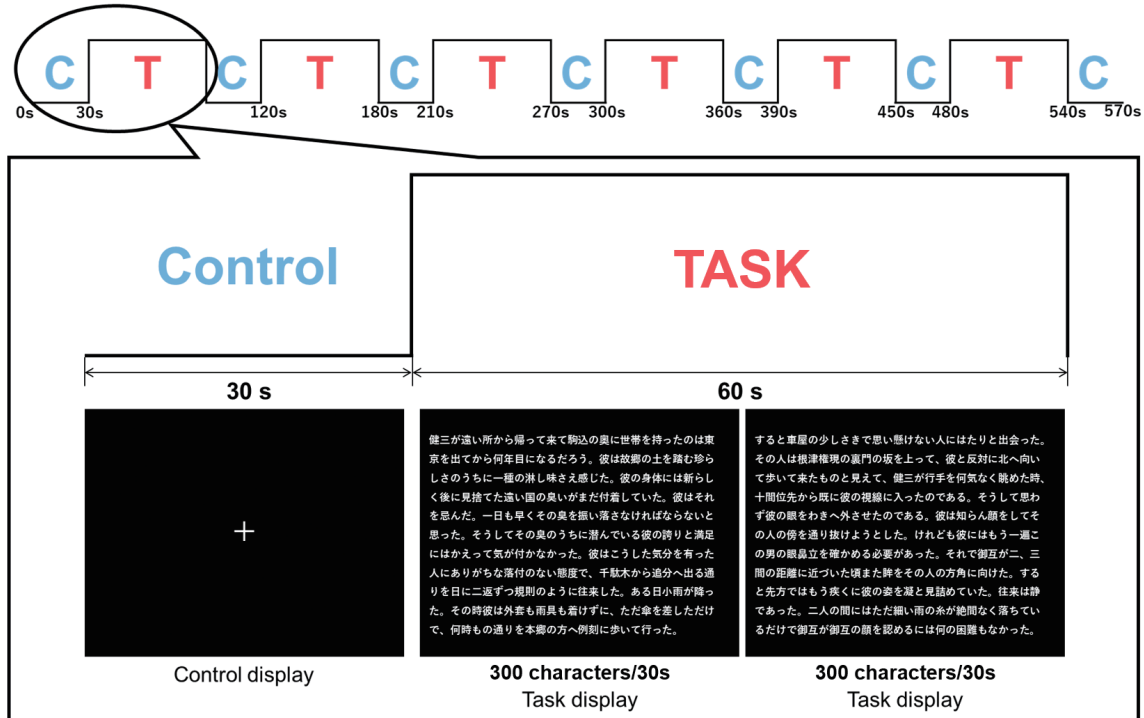 C T C T C T C T C T C T C
0s 30s 120s 180s 210s 270s 300s 360s 390s 450s 480s 540s 570s
Control TASK
30 s 60 s
健三が遠い所から帰って来て駒込の奥に世帯を持ったのは東
京を出てから何年目になるだろう。彼は故郷の土を踏む珍ら
しさのうちに一種の淋し味さえ感じた。彼の身体には新らし
く後に見捨てた遠い国の臭いがまだ付着していた。彼はそれ
を忌んだ。一日も早くその臭を振い落さなければならないと
思った。そうしてその臭のうちに潜んでいる彼の誇りと満足
にはかえって気が付かなかった。彼はこうした気分を有った
人にありがちな落付のない態度で、千駄木から追分へ出る通
りを日に二返ずつ規則のように往来した。ある日小雨が降っ
た。その時彼は外套も雨具も着けずに、ただ傘を差しただけ
で、何時もの通りを本郷の方へ例刻に歩いて行った。
すると車屋の少しさきで思い懸けない人にはたりと出会った。
その人は根津権現の裏門の坂を上って、彼と反対に北へ向い
て歩いて来たものと見えて、健三が行手を何気なく眺めた時、
十間位先から既に彼の視線に入ったのである。そうして思わ
ず彼の眼をわきへ外させたのである。彼は知らん顔をしてそ
の人の傍を通り抜けようとした。けれども彼にはもう一遍こ
の男の眼鼻立を確かめる必要があった。それで御互が二、三
間の距離に近づいた頃また眸をその人の方角に向けた。する
と先方ではもう疾くに彼の姿を凝と見詰めていた。往来は静
であった。二人の間にはただ細い雨の糸が絶間なく落ちてい
るだけで御互が御互の顔を認めるには何の困難もなかった。
Control display
300 characters/30s
Task display
300 characters/30s
Task display